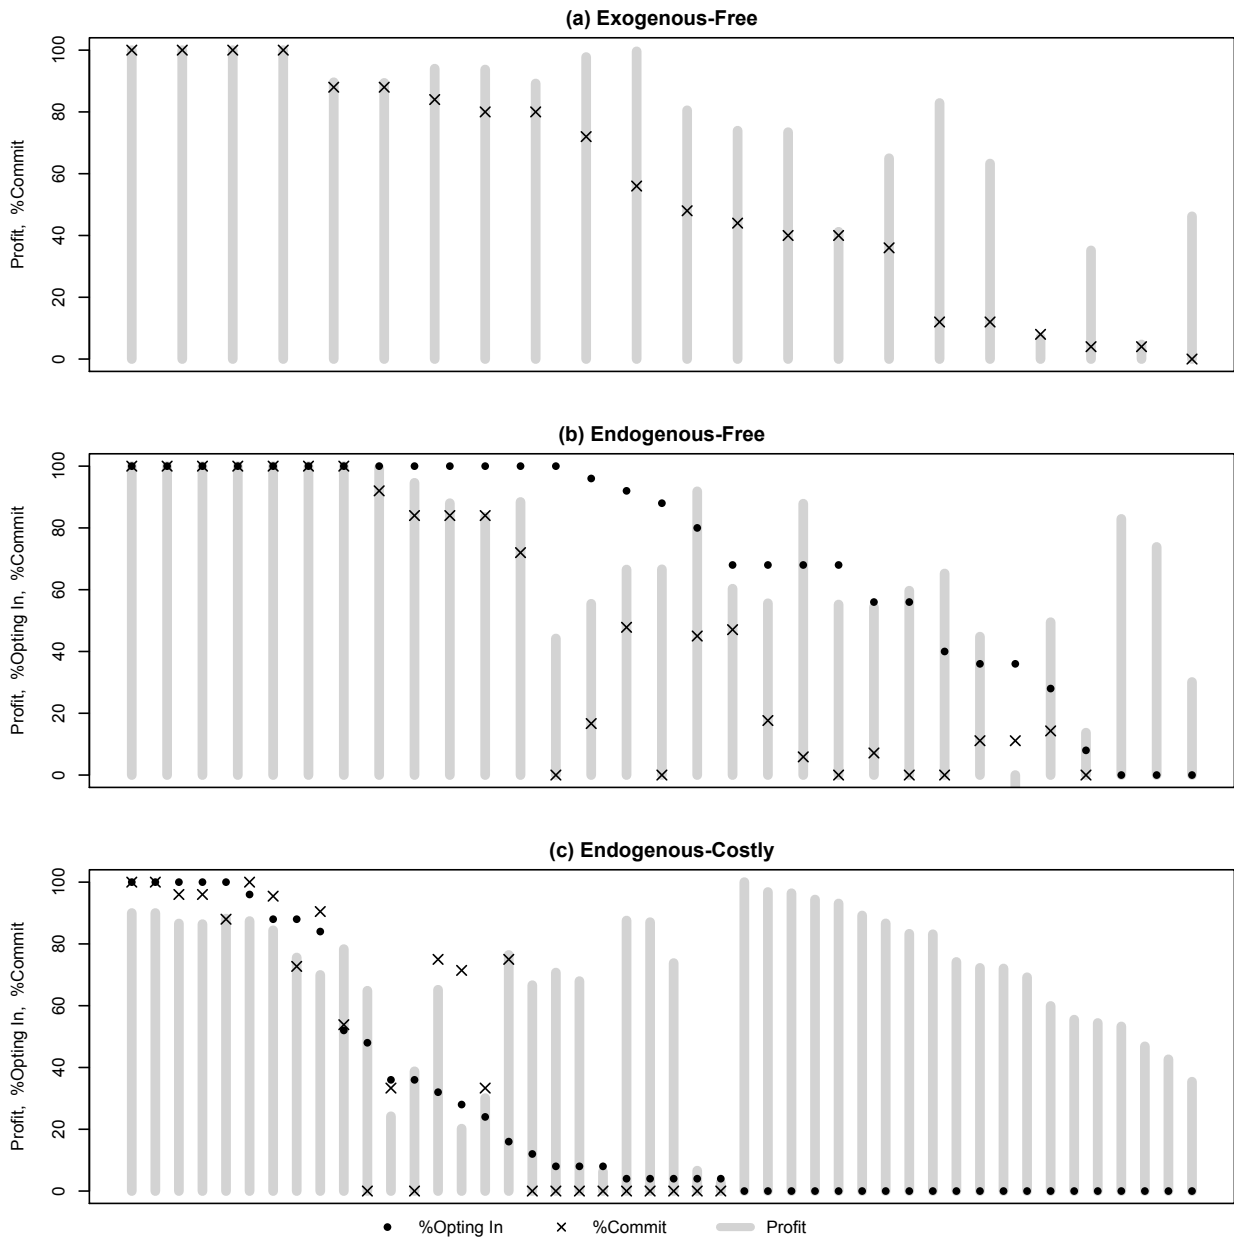 (a) Exogenous-Free
Profit, %Commit
100
80
60
40
20
0
(b) Endogenous-Free
Profit, %Opting In, %Commit
100
80
60
40
20
0
(c) Endogenous-Costly
Profit, %Opting In, %Commit
100
80
60
40
20
0
%Opting In %Commit Profit